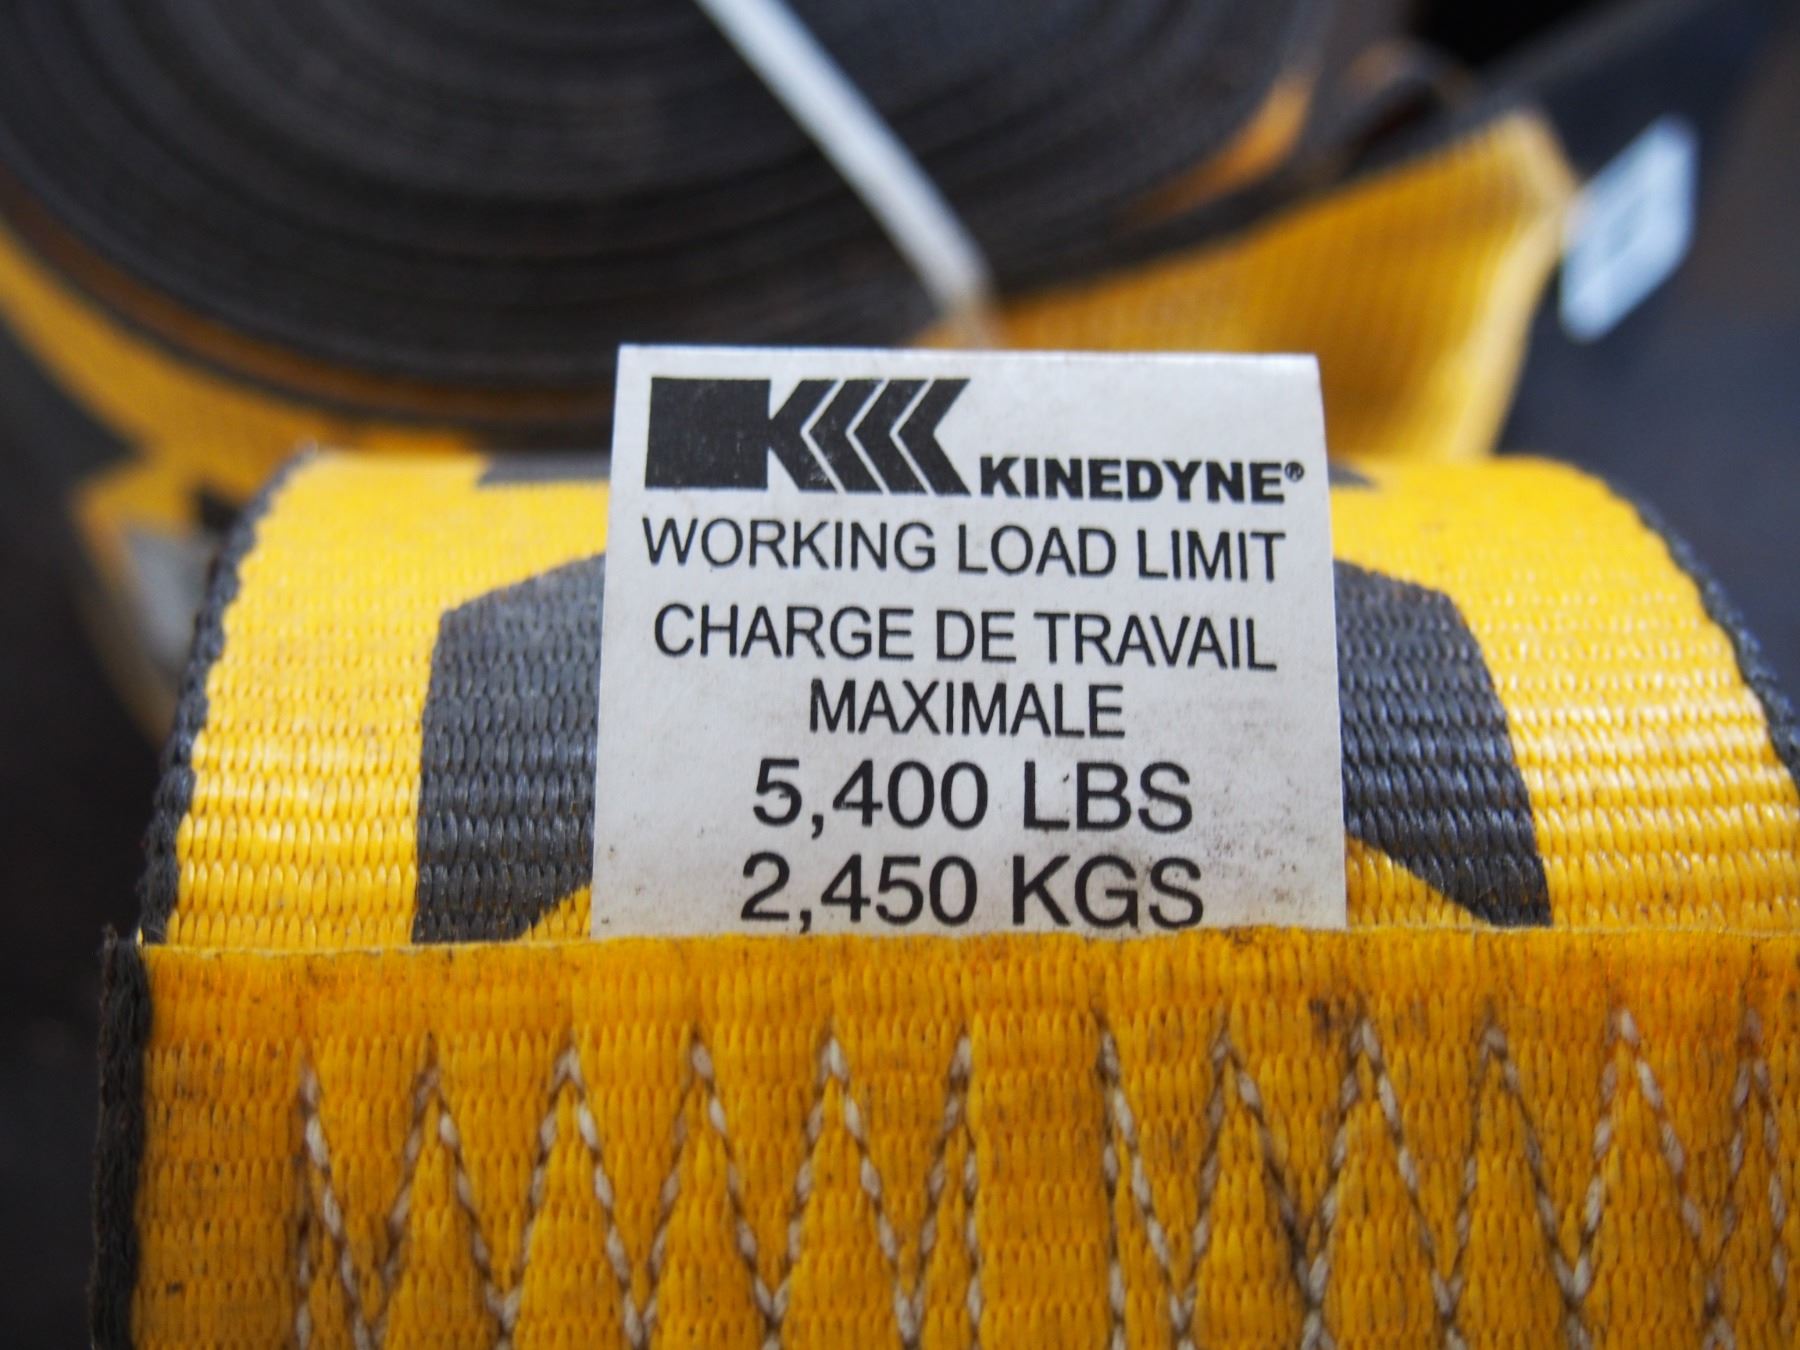 KINEDYNE®
WORKING LOAD LIMIT
CHARGE DE TRAVAIL
MAXIMALE
5,400 LBS
2,450 KGS